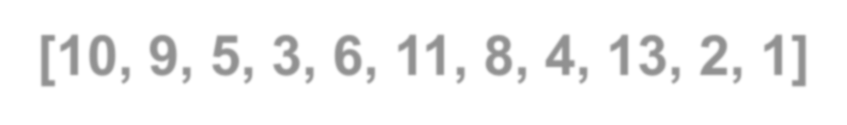 [10, 9, 5, 3, 6, 11, 8, 4, 13, 2, 1]